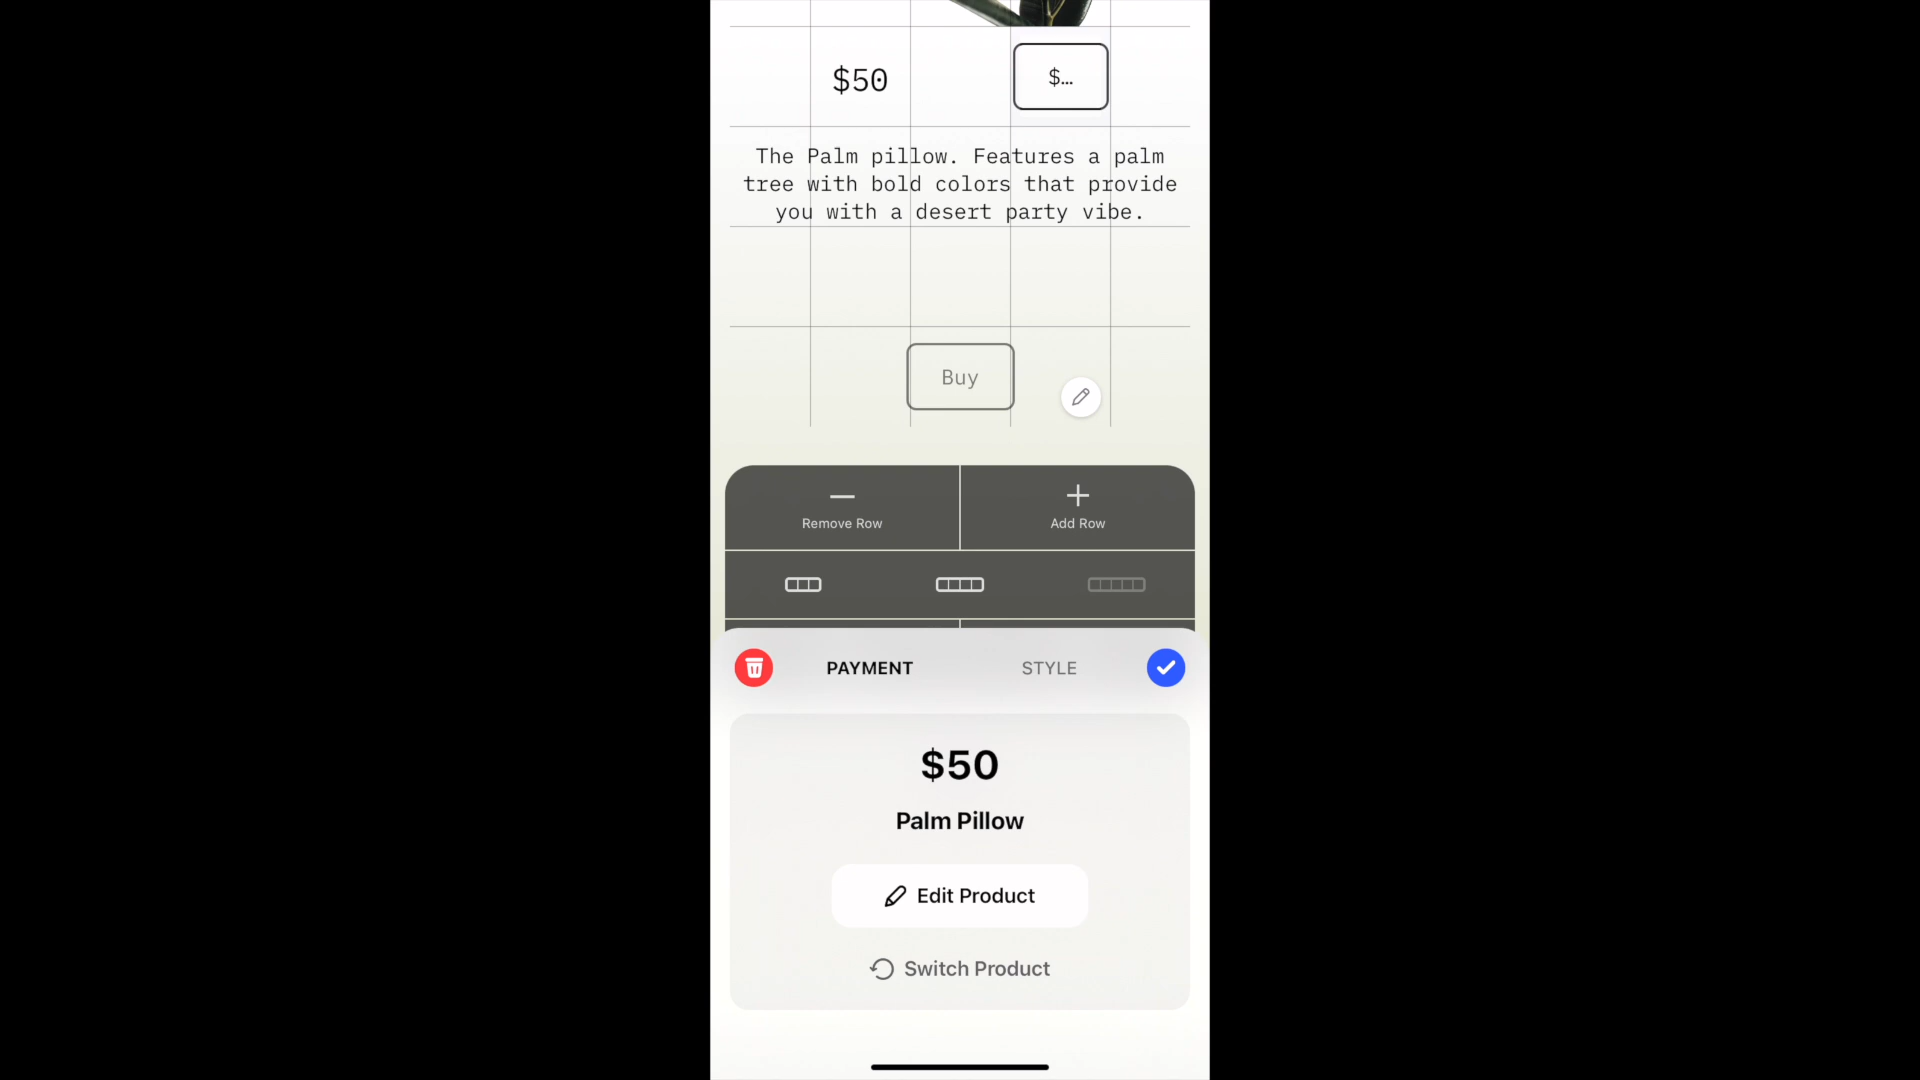 $50
$...
The Palm pillow. Features a palm
tree with bold colors that provide
you with a desert party vibe.
Buy
Remove Row
Add Row
PAYMENT
STYLE
$50
Palm Pillow
Edit Product
Switch Product